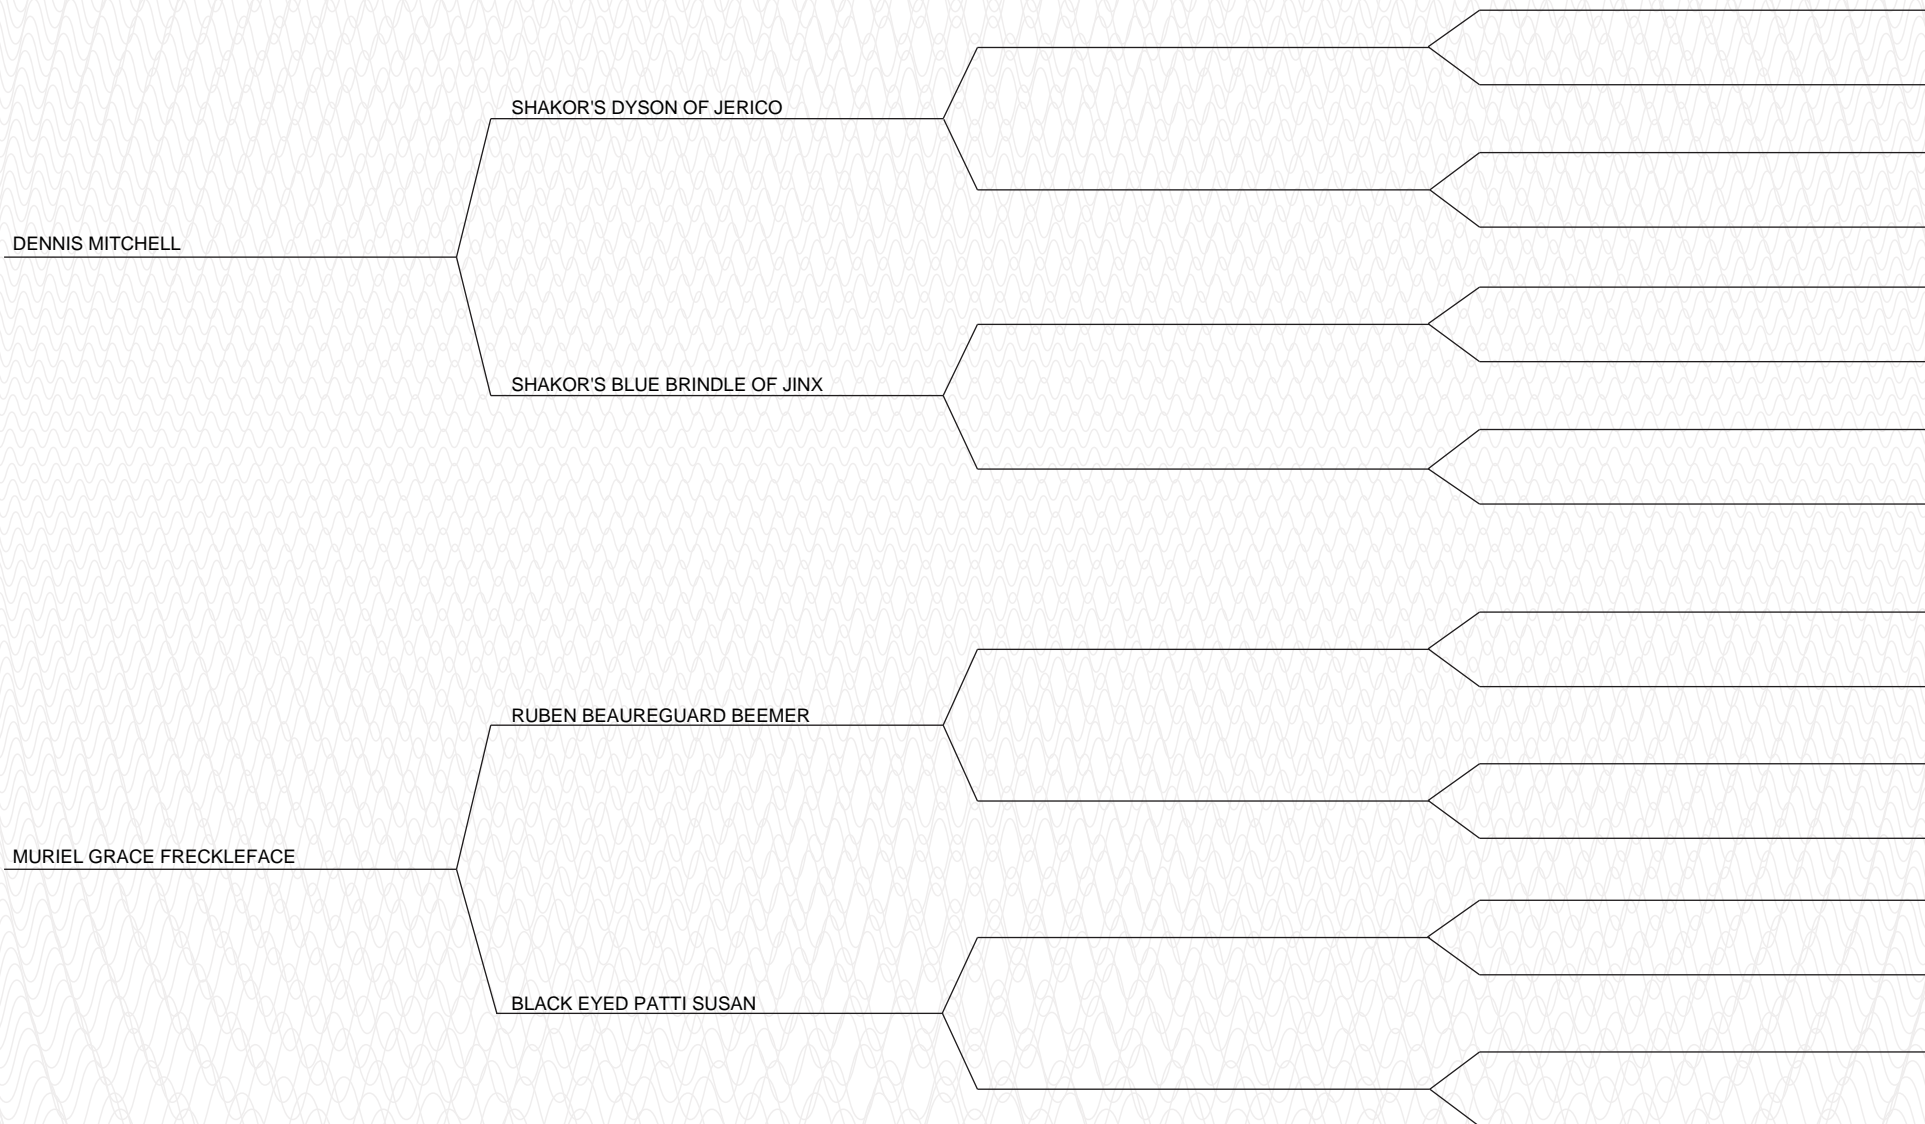 SHAKOR'S DYSON OF JERICO
DENNIS MITCHELL
SHAKOR'S BLUE BRINDLE OF JINX
RUBEN BEAUREGUARD BEEMER
MURIEL GRACE FRECKLEFACE
BLACK EYED PATTI SUSAN